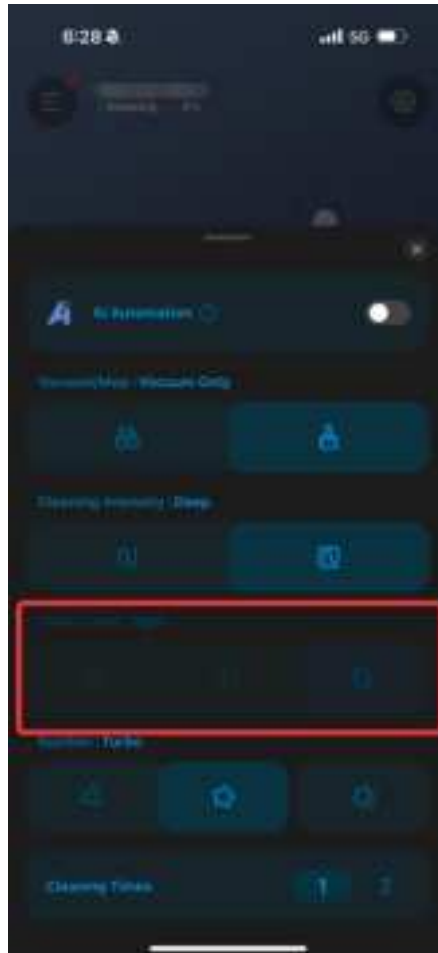 6:28
5G
AI Automation
Vacuum/Mop : Vacuum Only
Cleaning Intensity : Deep
Suction : Turbo
Cleaning Times
1 2